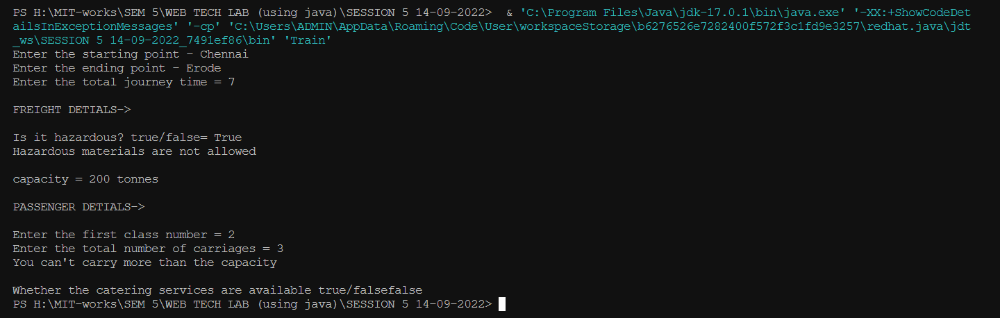 PS H:\MIT-works\SEM 5\WEB TECH LAB (using java)\SESSION 5 14-09-2022>  & 'C:\Program Files\Java\jdk-17.0.1\bin\java.exe' '-XX:+ShowCodeDet
ailsInExceptionMessages' '-cp' 'C:\Users\ADMIN\AppData\Roaming\Code\User\workspaceStorage\b6276526e7282400f572f3c1fd9e3257\redhat.java\jdt
_ws\SESSION 5 14-09-2022_7491ef86\bin' 'Train'
Enter the starting point - Chennai
Enter the ending point - Erode
Enter the total journey time = 7
FREIGHT DETIALS->
Is it hazardous? true/false= True
Hazardous materials are not allowed
capacity = 200 tonnes
PASSENGER DETIALS->
Enter the first class number = 2
Enter the total number of carriages = 3
You can't carry more than the capacity
Whether the catering services are available true/falsefalse
PS H:\MIT-works\SEM 5\WEB TECH LAB (using java)\SESSION 5 14-09-2022>